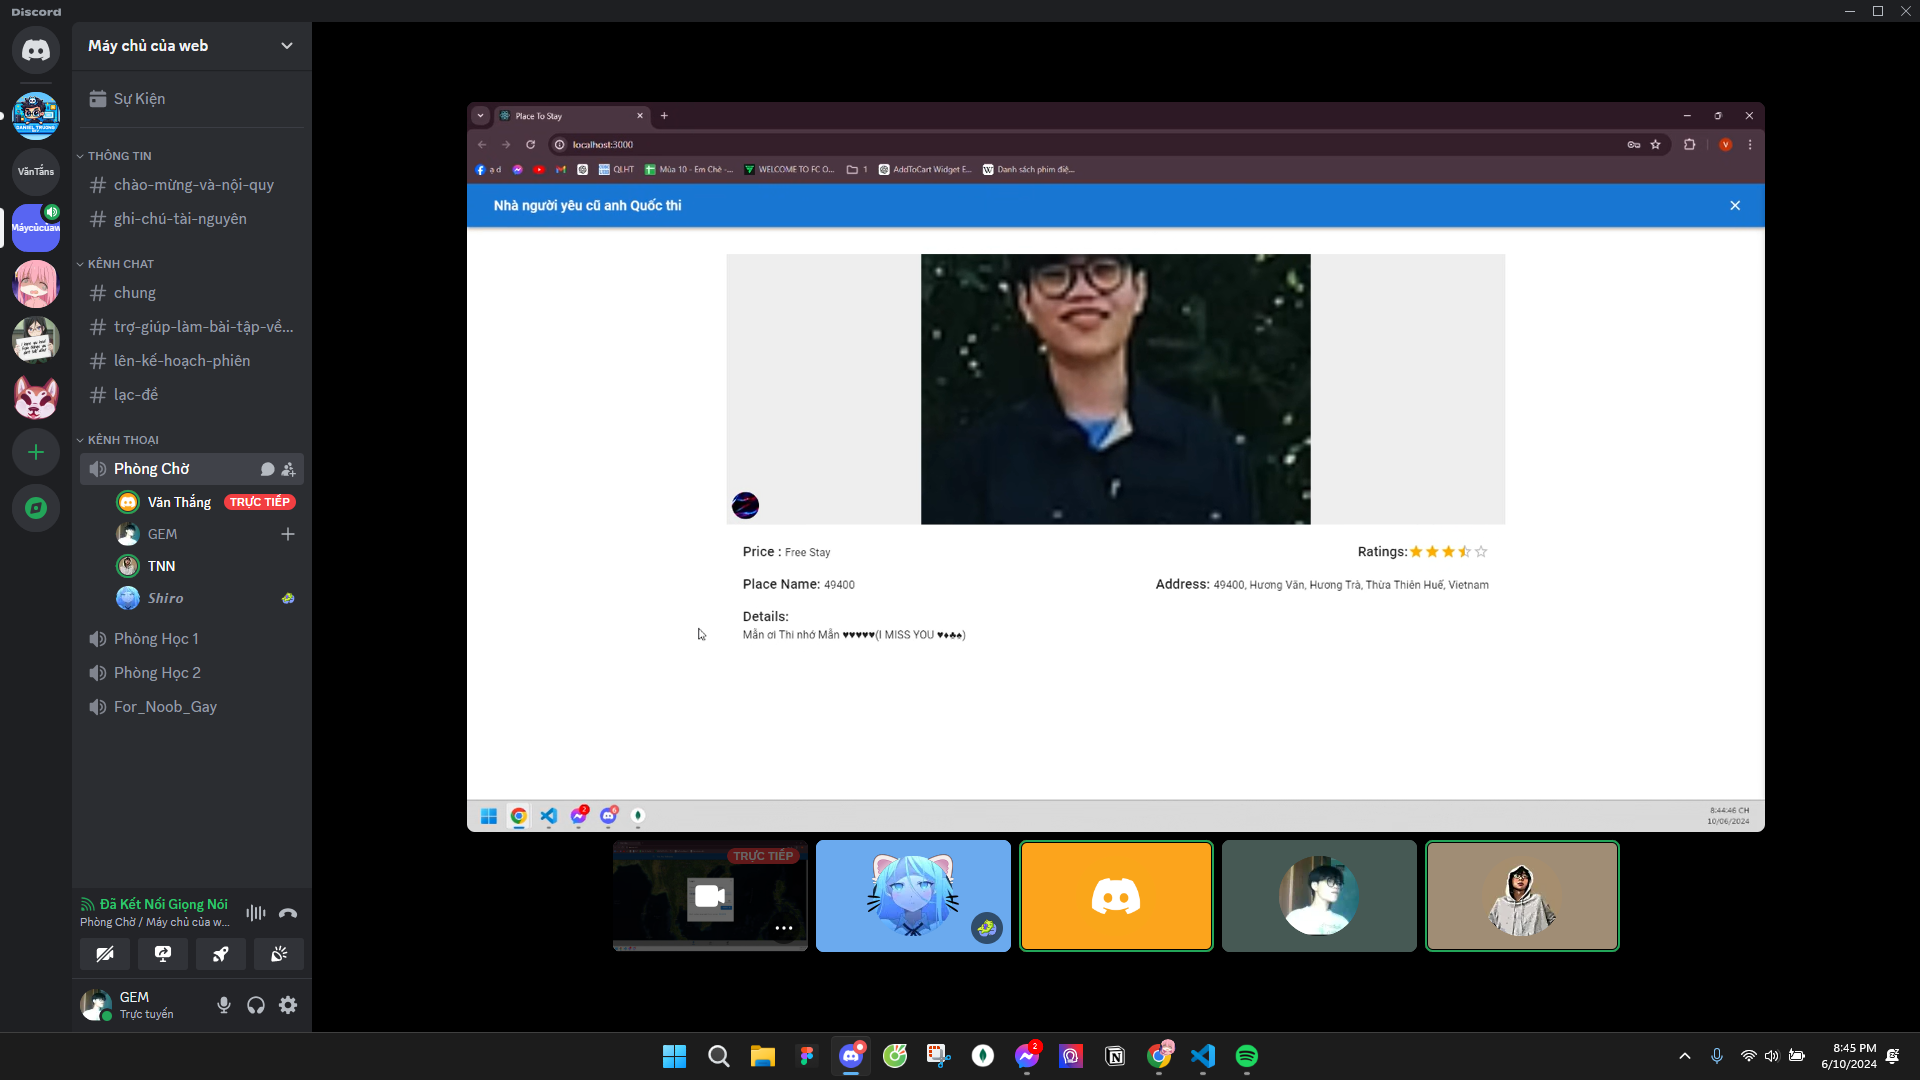 Discord
Máy chủ của web
Sự Kiện
VănTấns
THÔNG TIN
chào-mừng-và-nội-quy
ghi-chú-tài-nguyên
KÊNH CHAT
chung
trợ-giúp-làm-bài-tập-về...
lên-kế-hoạch-phiên
lạc-đề
KÊNH THOẠI
Phòng Chờ
Văn Thắng
TRỰC TIẾP
GEM
TNN
Shiro
Phòng Học 1
Phòng Học 2
For_Noob_Gay
Đã Kết Nối Giọng Nói
Phòng Chờ / Máy chủ của w...
GEM
Trực tuyến
Place To Stay
localhost:3000
V
ạ d
QLHT
Mùa 10 - Em Chè -...
WELCOME TO FC O...
1
AddToCart Widget E...
Danh sách phim điệ...
Nhà người yêu cũ anh Quốc thi
Price : Free Stay
Ratings:
Place Name: 49400
Address: 49400, Hương Văn, Hương Trà, Thừa Thiên Huế, Vietnam
Details:
Mẫn ơi Thi nhớ Mẫn ♥♥♥♥♥(I MISS YOU ♥♦♣♠)
8:44:46 CH
10/06/2024
TRỰC TIẾP
2
8:45 PM
6/10/2024